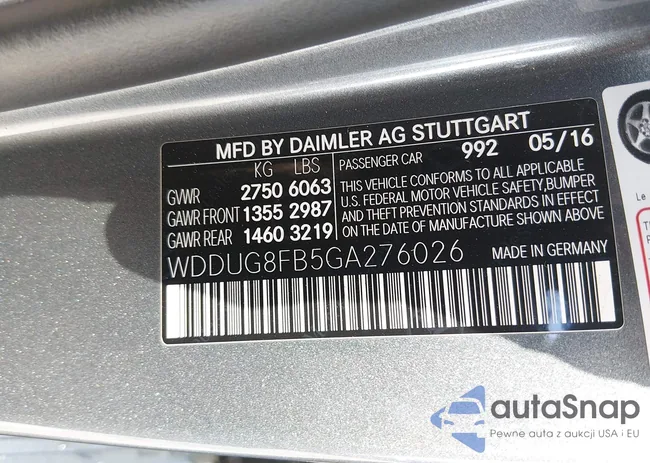 MFD BY DAIMLER AG STUTTGART
KG LBS
GVWR 2750 6063
GAWR FRONT 1355 2987
GAWR REAR 1460 3219
PASSENGER CAR 992 05/16
THIS VEHICLE CONFORMS TO ALL APPLICABLE
U.S. FEDERAL MOTOR VEHICLE SAFETY, BUMPER
AND THEFT PREVENTION STANDARDS IN EFFECT
ON THE DATE OF MANUFACTURE SHOWN ABOVE.
WDDUG8FB5GA276026 MADE IN GERMANY
Le
autaSnap
Pewne auta z aukcji USA i EU